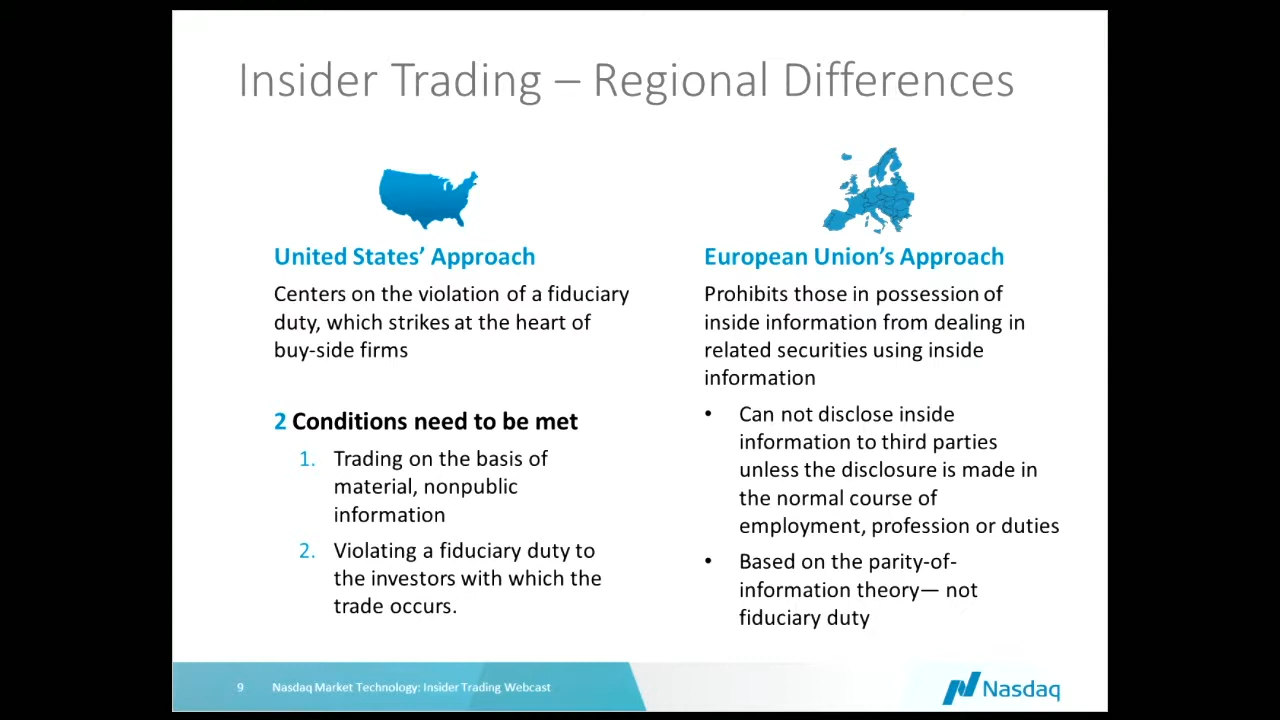 Insider Trading – Regional Differences
United States’ Approach
Centers on the violation of a fiduciary
duty, which strikes at the heart of
buy-side firms
2 Conditions need to be met
1. Trading on the basis of
material, nonpublic
information
2. Violating a fiduciary duty to
the investors with which the
trade occurs.
European Union’s Approach
Prohibits those in possession of
inside information from dealing in
related securities using inside
information
• Can not disclose inside
information to third parties
unless the disclosure is made in
the normal course of
employment, profession or duties
• Based on the parity-of-
information theory— not
fiduciary duty
9 Nasdaq Market Technology: Insider Trading Webcast
Nasdaq